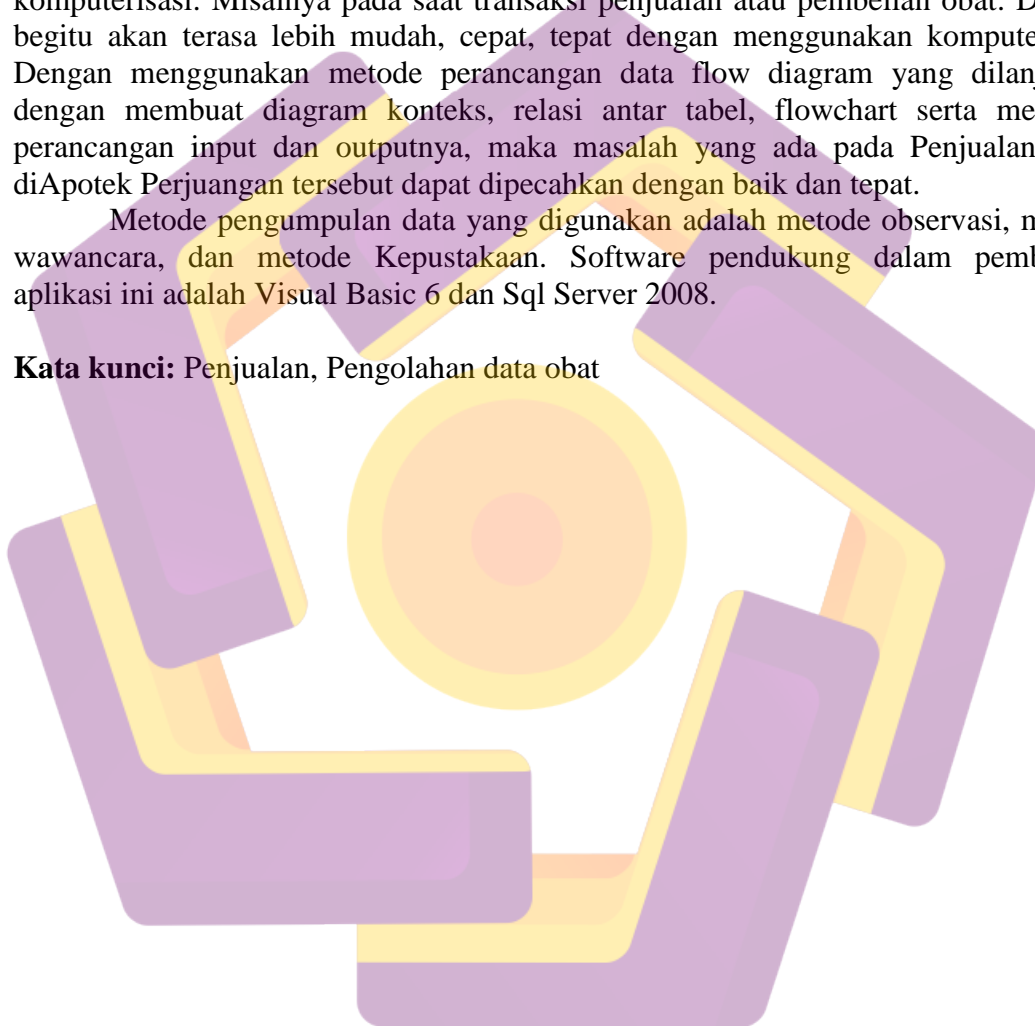 komputerisasi. Misalnya pada saat transaksi penjualan atau pembelian obat.
begitu akan terasa lebih mudah, cepat, tepat dengan menggunakan
Dengan menggunakan metode perancangan data flow diagram yang
dengan membuat diagram konteks, relasi antar tabel, flowchart serta
perancangan input dan outputnya, maka masalah yang ada pada Penjualan
diApotek Perjuangan tersebut dapat dipecahkan dengan baik dan tepat.
Metode pengumpulan data yang digunakan adalah metode observasi,
wawancara, dan metode Kepustakaan. Software pendukung dalam
aplikasi ini adalah Visual Basic 6 dan Sql Server 2008.
Kata kunci: Penjualan, Pengolahan data obat